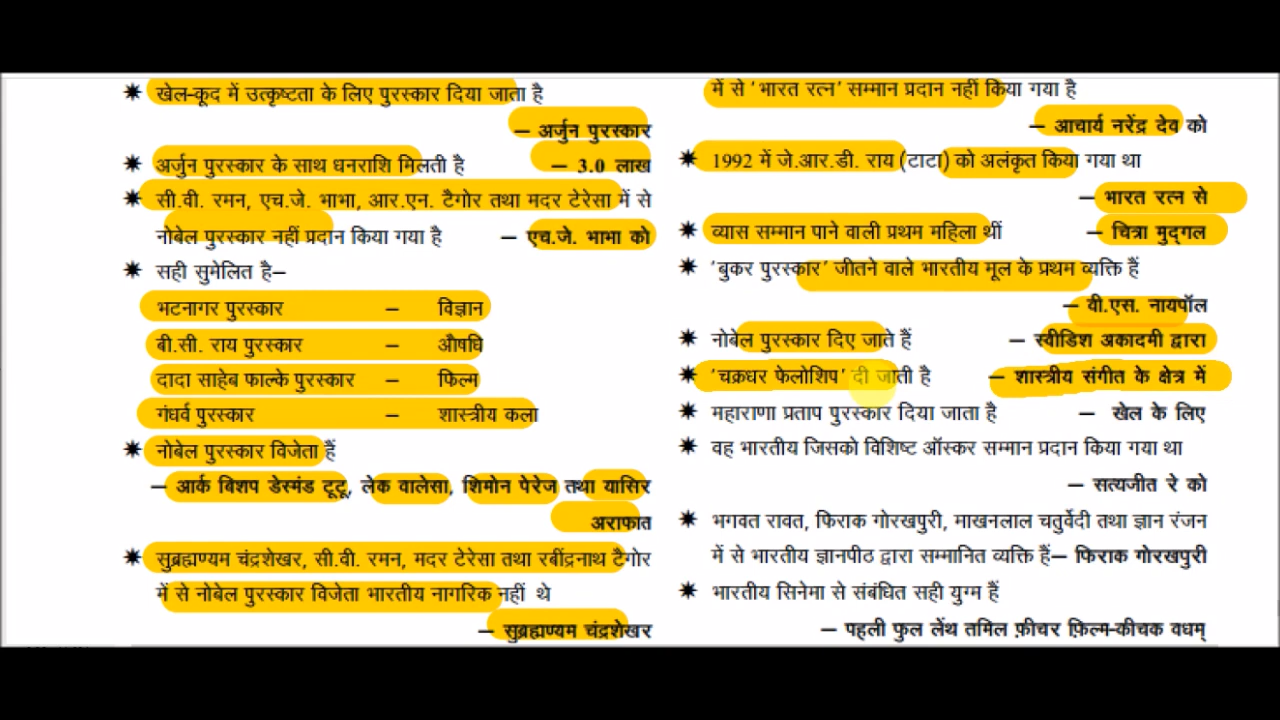 ✷ खेल-कूद में उत्कृष्टता के लिए पुरस्कार दिया जाता है
– अर्जुन पुरस्कार
✷ अर्जुन पुरस्कार के साथ धनराशि मिलती है – 3.0 लाख
✷ सी.वी. रमन, एच.जे. भाभा, आर.एन. टैगोर तथा मदर टेरेसा में से
नोबेल पुरस्कार नहीं प्रदान किया गया है – एच.जे. भाभा को
✷ सही सुमेलित है–
भटनागर पुरस्कार – विज्ञान
बी.सी. राय पुरस्कार – औषधि
दादा साहेब फाल्के पुरस्कार – फिल्म
गंधर्व पुरस्कार – शास्त्रीय कला
✷ नोबेल पुरस्कार विजेता हैं
– आर्क बिशप डेस्मंड टूटू, लेक वालेसा, शिमोन पेरेज तथा यासिर
अराफात
✷ सुब्रह्मण्यम चंद्रशेखर, सी.वी. रमन, मदर टेरेसा तथा रबींद्रनाथ टैगोर
में से नोबेल पुरस्कार विजेता भारतीय नागरिक नहीं थे
– सुब्रह्मण्यम चंद्रशेखर
में से 'भारत रत्न' सम्मान प्रदान नहीं किया गया है
– आचार्य नरेंद्र देव को
✷ 1992 में जे.आर.डी. राय (टाटा) को अलंकृत किया गया था
– भारत रत्न से
✷ व्यास सम्मान पाने वाली प्रथम महिला थीं – चित्रा मुद्गल
✷ 'बुकर पुरस्कार' जीतने वाले भारतीय मूल के प्रथम व्यक्ति हैं
– वी.एस. नायपॉल
✷ नोबेल पुरस्कार दिए जाते हैं – स्वीडिश अकादमी द्वारा
✷ 'चक्रधर फेलोशिप' दी जाती है – शास्त्रीय संगीत के क्षेत्र में
✷ महाराणा प्रताप पुरस्कार दिया जाता है – खेल के लिए
✷ वह भारतीय जिसको विशिष्ट ऑस्कर सम्मान प्रदान किया गया था
– सत्यजीत रे को
✷ भगवत रावत, फिराक गोरखपुरी, माखनलाल चतुर्वेदी तथा ज्ञान रंजन
में से भारतीय ज्ञानपीठ द्वारा सम्मानित व्यक्ति हैं– फिराक गोरखपुरी
✷ भारतीय सिनेमा से संबंधित सही युग्म हैं
– पहली फुल लेंथ तमिल फ़ीचर फ़िल्म-कीचक वधम्